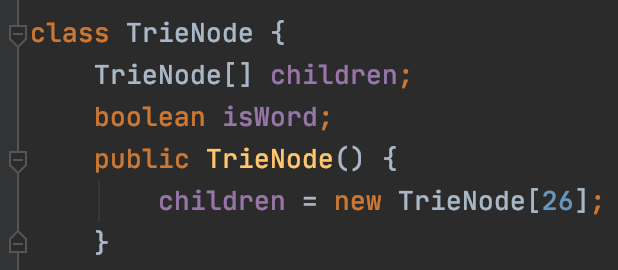 class TrieNode {
    TrieNode[] children;
    boolean isWord;
    public TrieNode() {
        children = new TrieNode[26];
    }